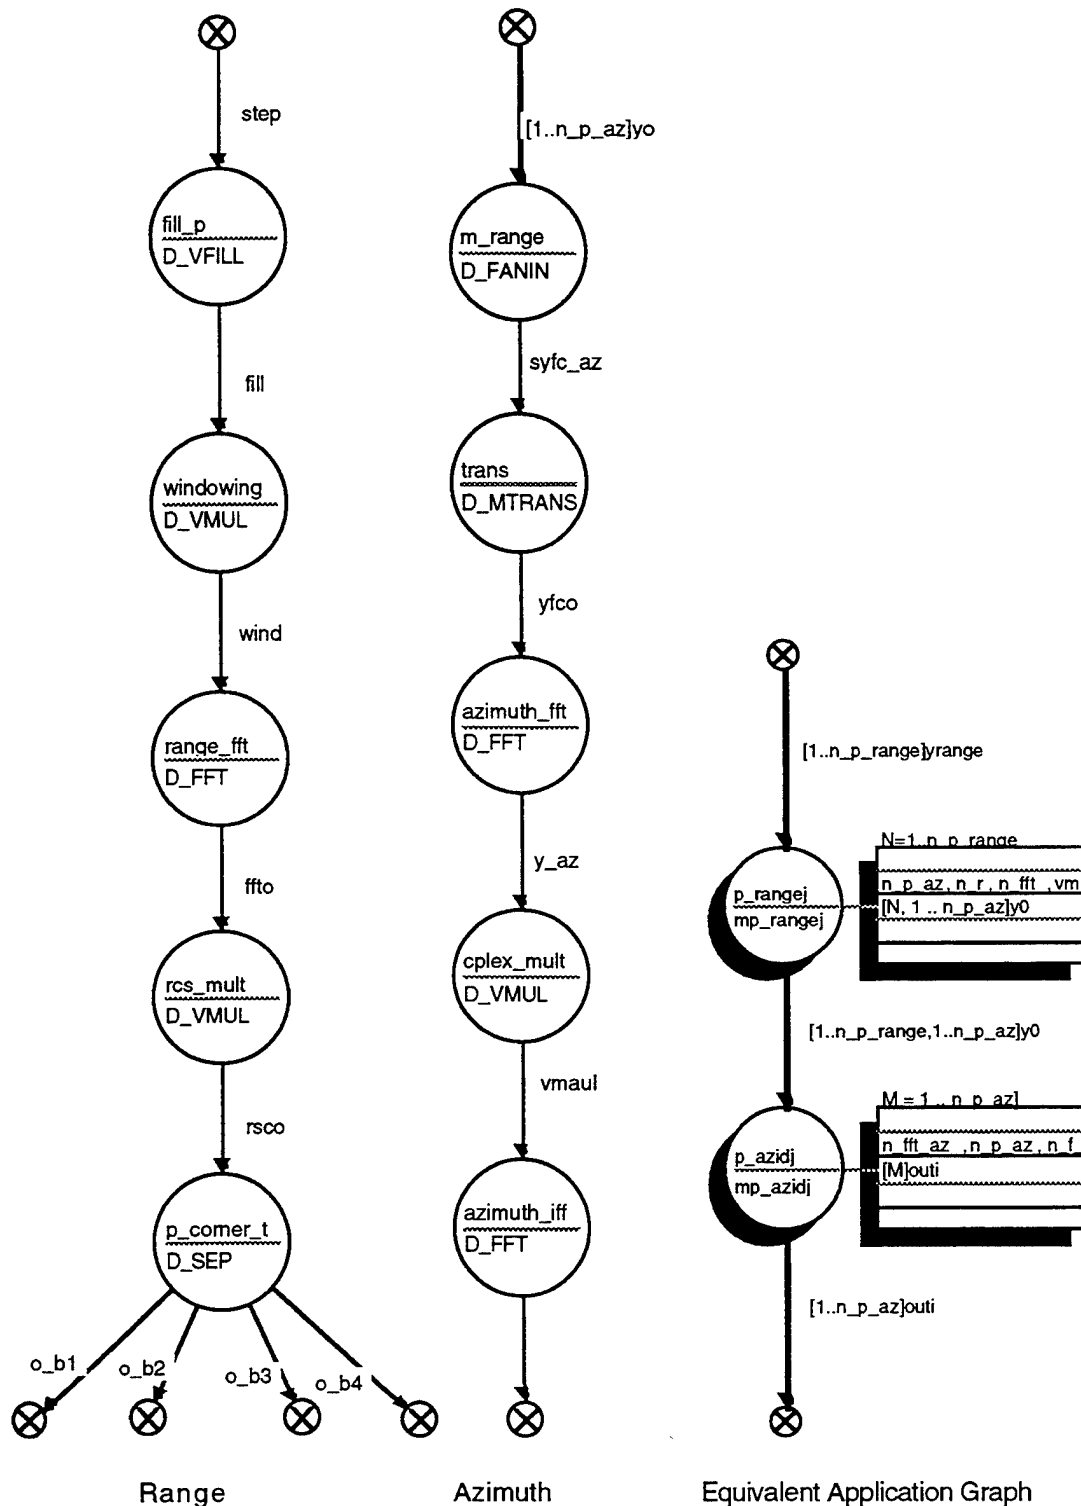 step
fill_p
D_VFILL
fill
windowing
D_VMUL
wind
range_fft
D_FFT
ffto
rcs_mult
D_VMUL
rsco
p_corner_t
D_SEP
o_b1
o_b2
o_b3
o_b4
Range
[1..n_p_az]yo
m_range
D_FANIN
syfc_az
trans
D_MTRANS
yfco
azimuth_fft
D_FFT
y_az
cplex_mult
D_VMUL
vmaul
azimuth_iff
D_FFT
Azimuth
[1..n_p_range]yrange
p_rangej
mp_rangej
N=1..n_p_range
n_p_az, n_r, n_fft ,vm
[N, 1 .. n_p_az]y0
[1..n_p_range,1..n_p_az]y0
p_azidj
mp_azidj
M = 1 .. n_p_az]
n_fft_az ,n_p_az, n_f_
[M]outi
[1..n_p_az]outi
Equivalent Application Graph